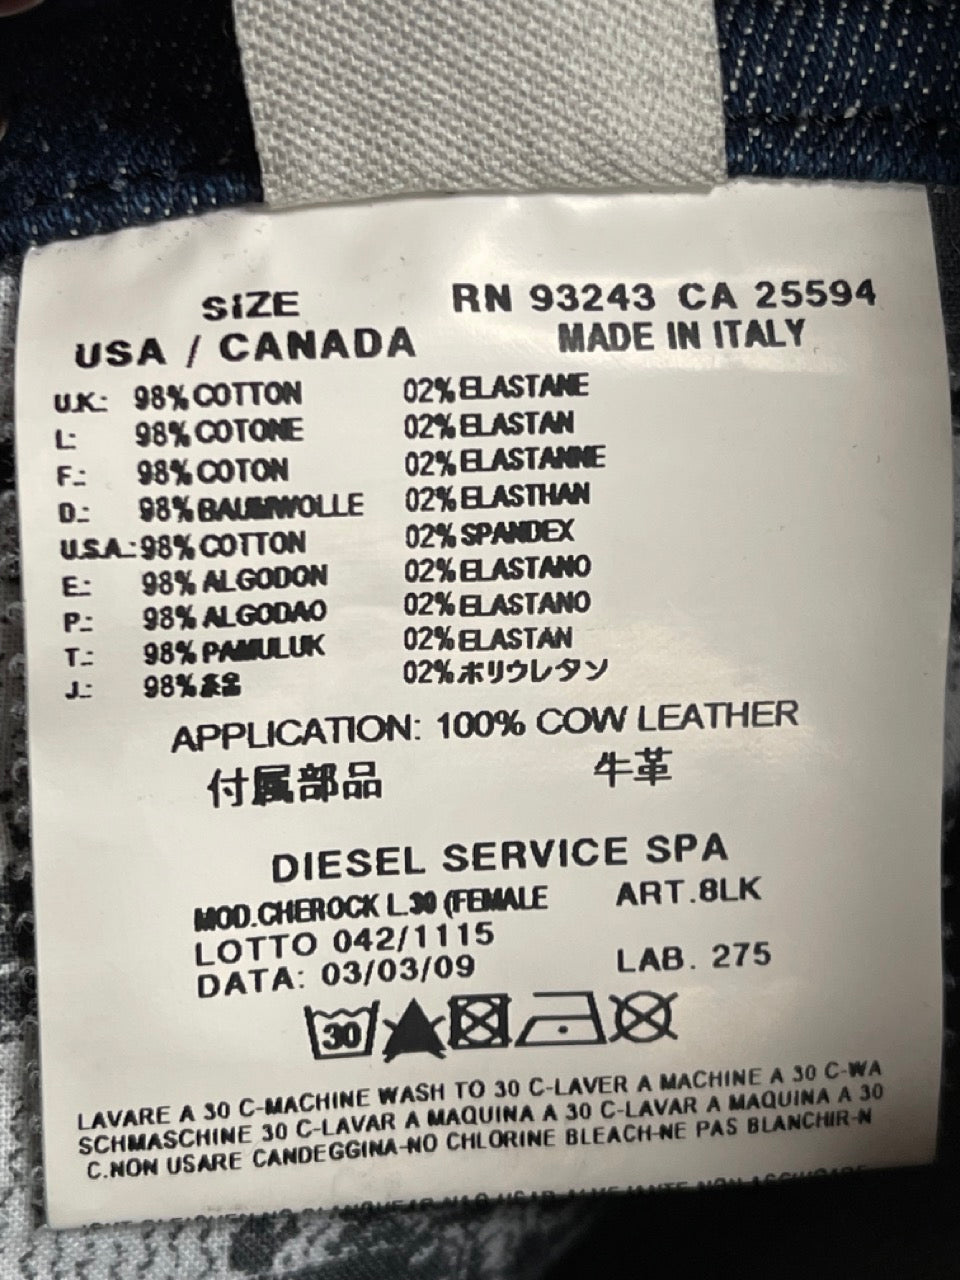 SiZE
USA / CANADA
RN 93243 CA 25594
MADE IN ITALY
U.K.: 98% COTTON 02% ELASTANE
I.: 98% COTONE 02% ELASTAN
F.: 98% COTON 02% ELASTANNE
D.: 98% BAUMWOLLE 02% ELASTHAN
U.S.A.: 98% COTTON 02% SPANDEX
E.: 98% ALGODON 02% ELASTANO
P.: 98% ALGODAO 02% ELASTANO
T.: 98% PAMULUK 02% ELASTAN
J.: 98% 02% ポリウレタン
APPLICATION: 100% COW LEATHER
付属部品 牛革
DIESEL SERVICE SPA
MOD.CHEROCK L.30 (FEMALE ART.8LK
LOTTO 042/1115
DATA: 03/03/09 LAB. 275
30
LAVARE A 30 C-MACHINE WASH TO 30 C-LAVER A MACHINE A 30 C-WA
SCHMASCHINE 30 C-LAVAR A MAQUINA A 30 C-LAVAR A MAQUINA A 30
C.NON USARE CANDEGGINA-NO CHLORINE BLEACH-NE PAS BLANCHIR-N